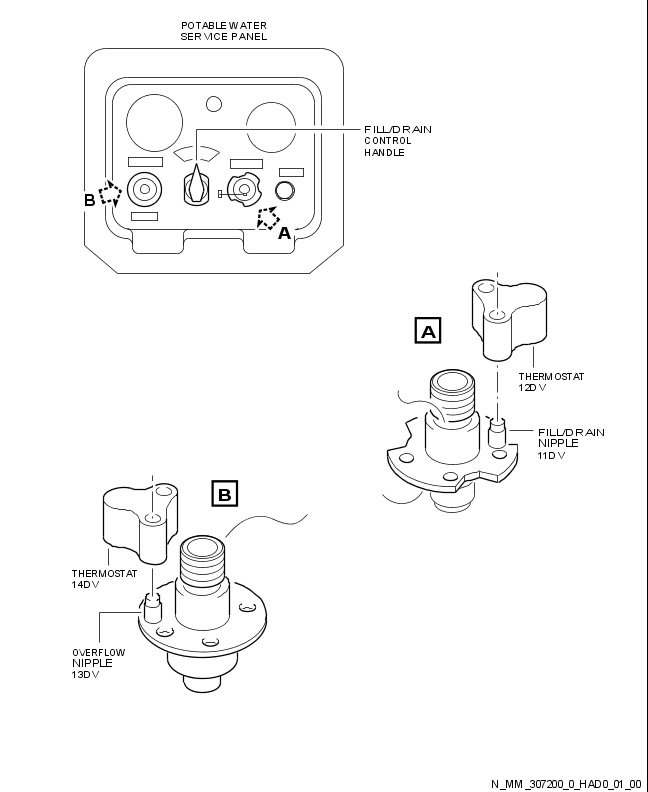 POTABLE WATER
SERVICE PANEL
FILL/DRAIN
CONTROL
HANDLE
B
A
A
THERMOSTAT
12DV
FILL/DRAIN
NIPPLE
11DV
B
THERMOSTAT
14DV
OVERFLOW
NIPPLE
13DV
N_MM_307200_0_HAD0_01_00